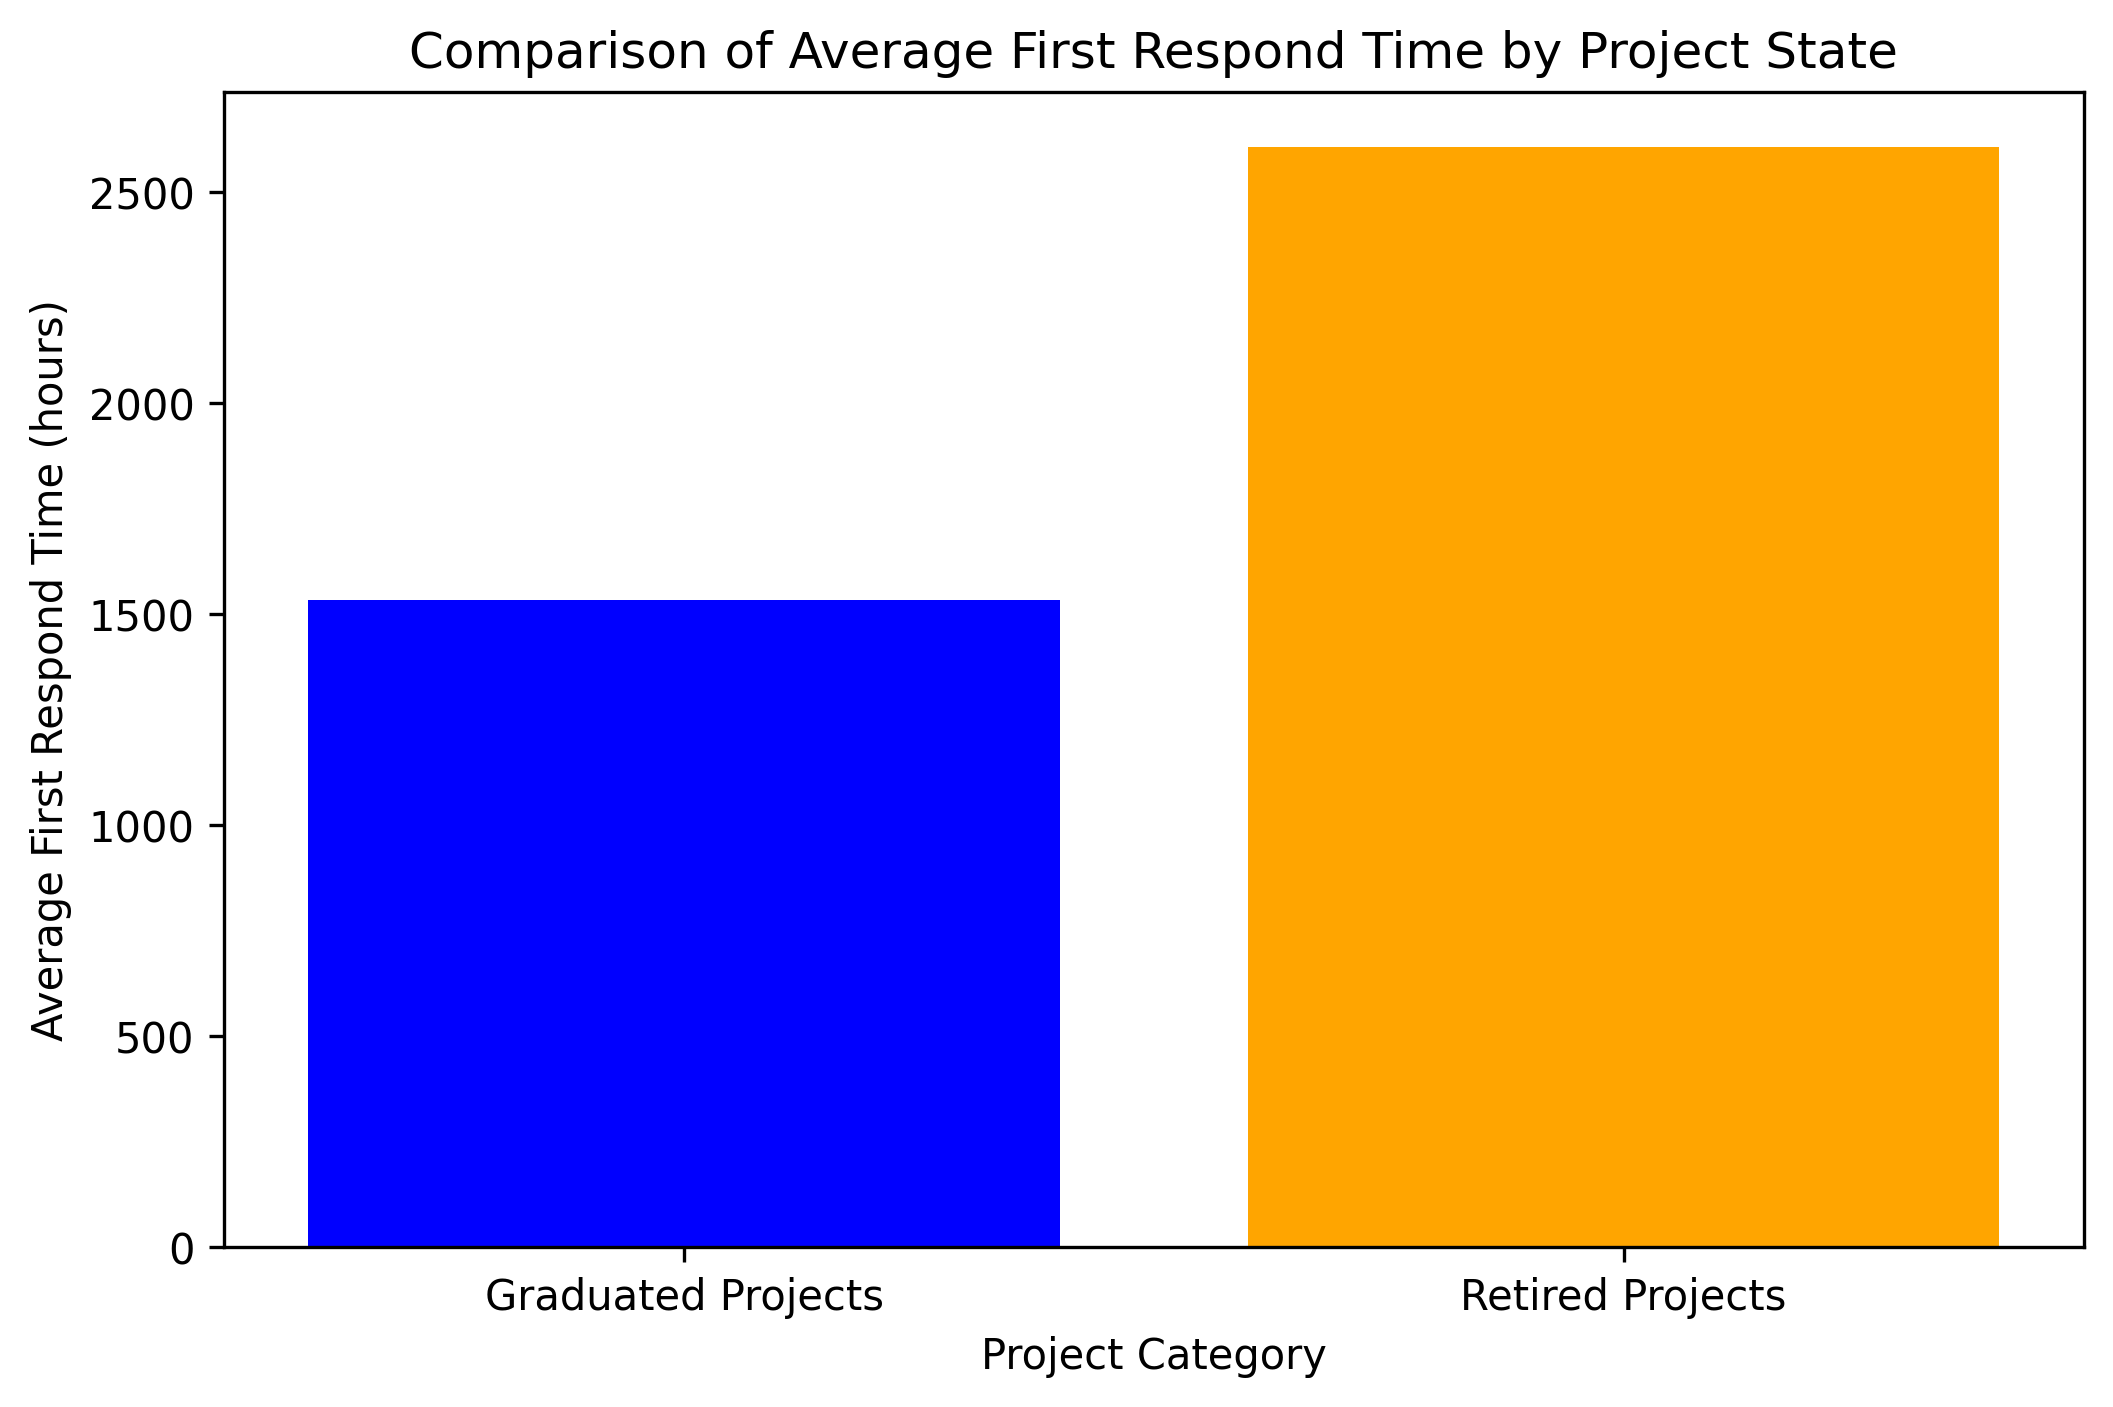 Comparison of Average First Respond Time by Project State
Average First Respond Time (hours)
2500
2000
1500
1000
500
0
Graduated Projects
Retired Projects
Project Category